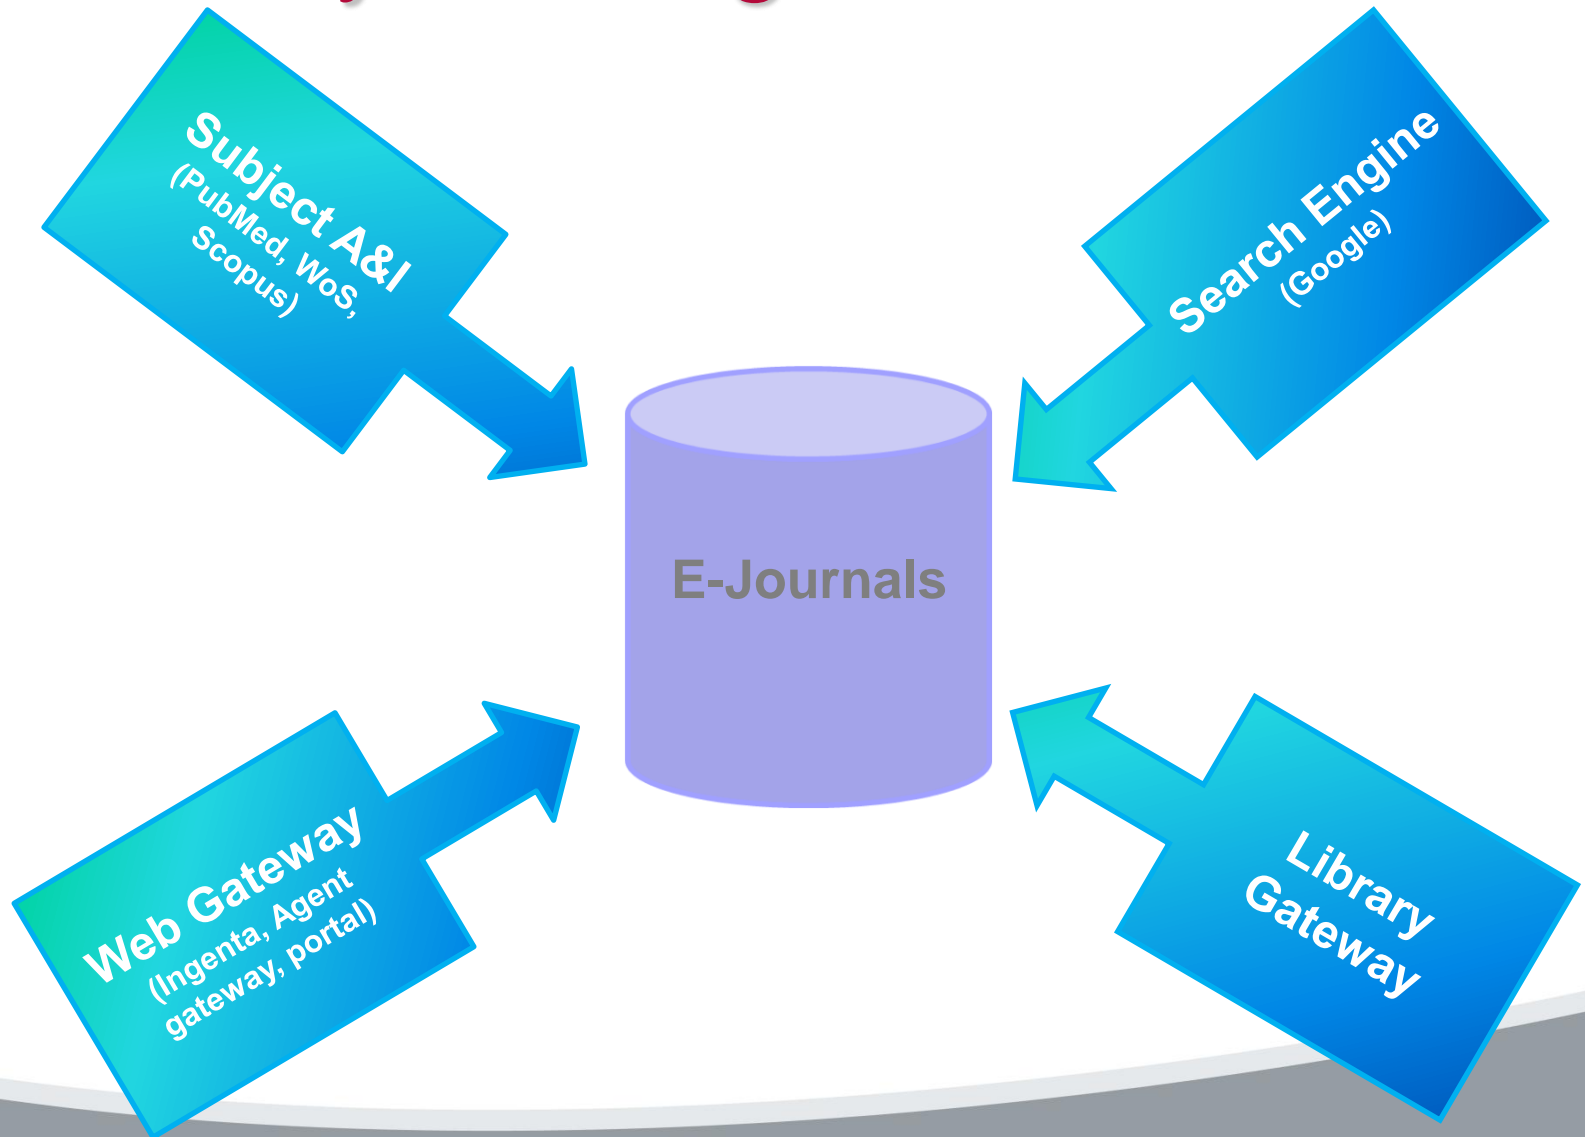 Subject A&I
(PubMed, WoS,
Scopus)
Search Engine
(Google)
E-Journals
Web Gateway
(Ingenta, Agent
gateway, portal)
Library
Gateway